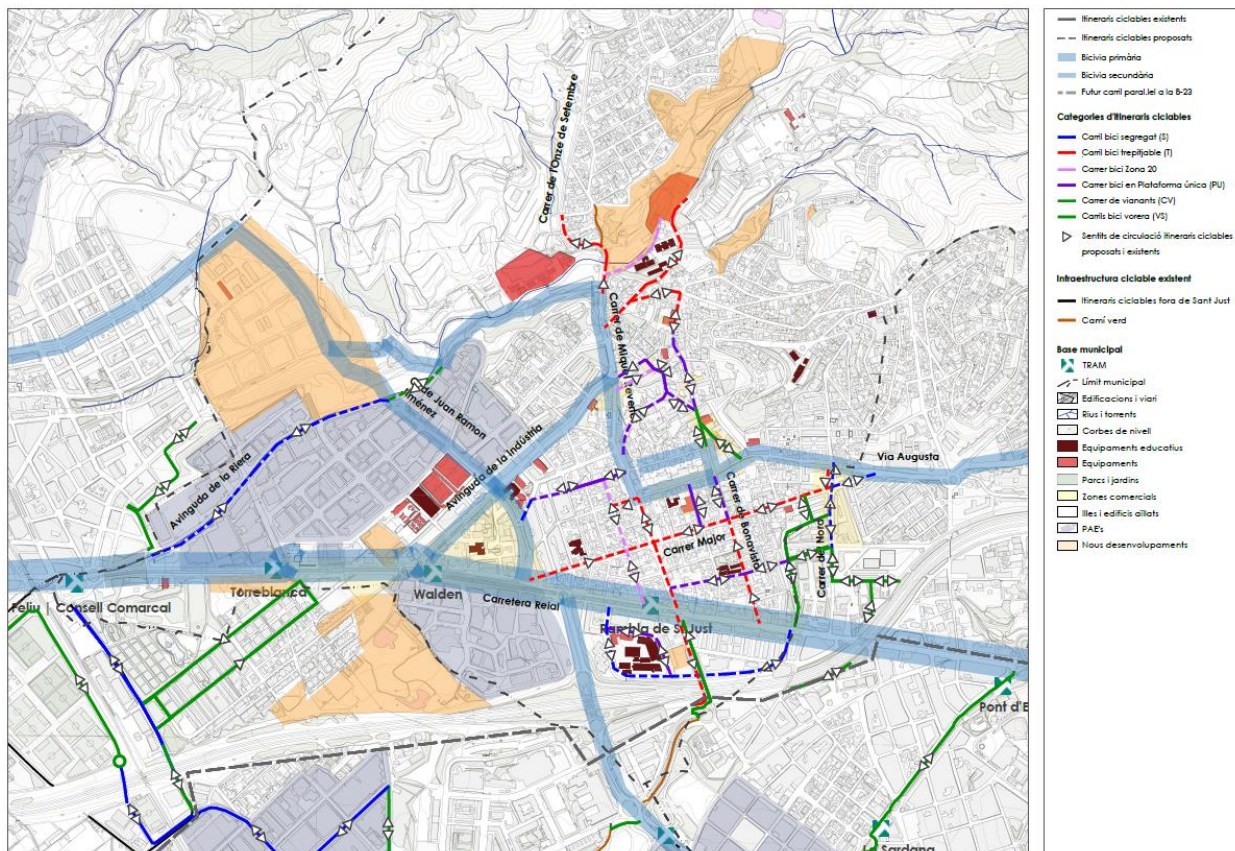 Carrer de l'Onze de Setembre
Carrer de Miquel Reverter
de Juan Ramon
Jiménez
Avinguda de la Indústria
Avinguda de la Riera
Via Augusta
Carrer de Bonavista
Carrer Major
Carrer de
Nord
Feliu | Consell Comarcal
Torreblanca
Walden
Carretera Reial
Rambla de S. Just
Pont d'E
La Sardana
Itineraris ciclables existents
Itineraris ciclables proposats
Bicivia primària
Bicivia secundària
Futur carril paral.lel a la B-23
Categories d'itineraris ciclables
Carril bici segregat (S)
Carril bici trepitjable (T)
Carrer bici Zona 20
Carrer bici en Plataforma única (PU)
Carrer de vianants (CV)
Carrils bici vorera (VS)
Sentits de circulació itineraris ciclables
proposats i existents
Infraestructura ciclable existent
Itineraris ciclables fora de Sant Just
Camí verd
Base municipal
TRAM
Límit municipal
Edificacions i viari
Rius i torrents
Corbes de nivell
Equipaments educatius
Equipaments
Parcs i jardins
Zones comercials
Illes i edificis aïllats
PAE's
Nous desenvolupaments